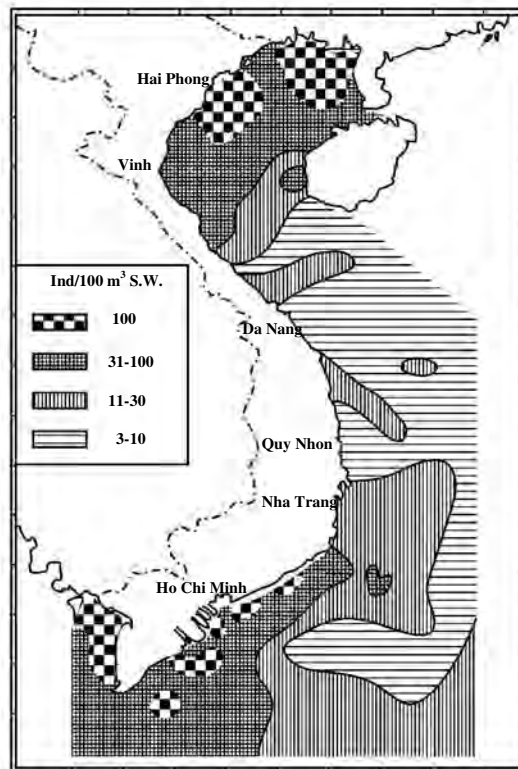 Hai Phong
Vinh
Ind/100 m³ S.W.
100
31-100
11-30
3-10
Da Nang
Quy Nhon
Nha Trang
Ho Chi Minh